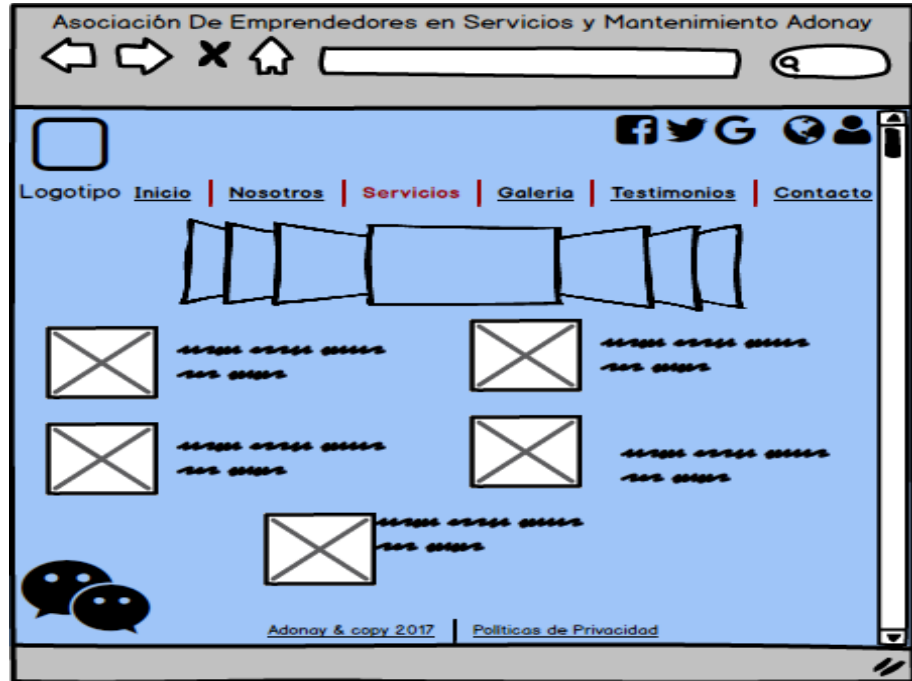 Asociación De Emprendedores en Servicios y Mantenimiento Adonay
Logotipo Inicio | Nosotros | Servicios | Galeria | Testimonios | Contacto
Adonay & copy 2017 | Políticas de Privacidad